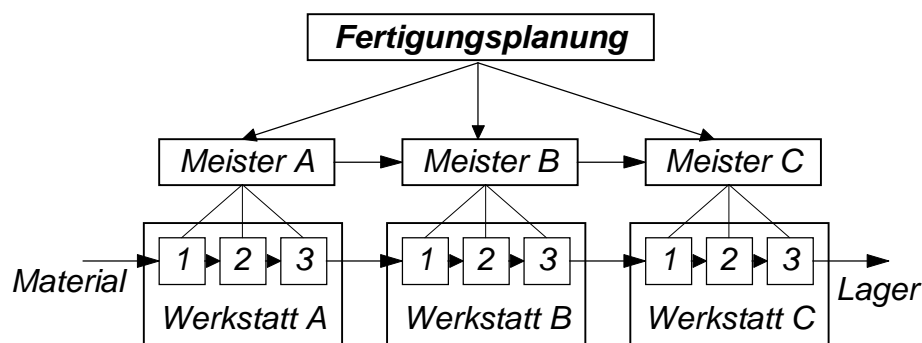 Fertigungsplanung
Meister A Meister B Meister C
1 2 3 1 2 3 1 2 3
Material Lager
Werkstatt A Werkstatt B Werkstatt C